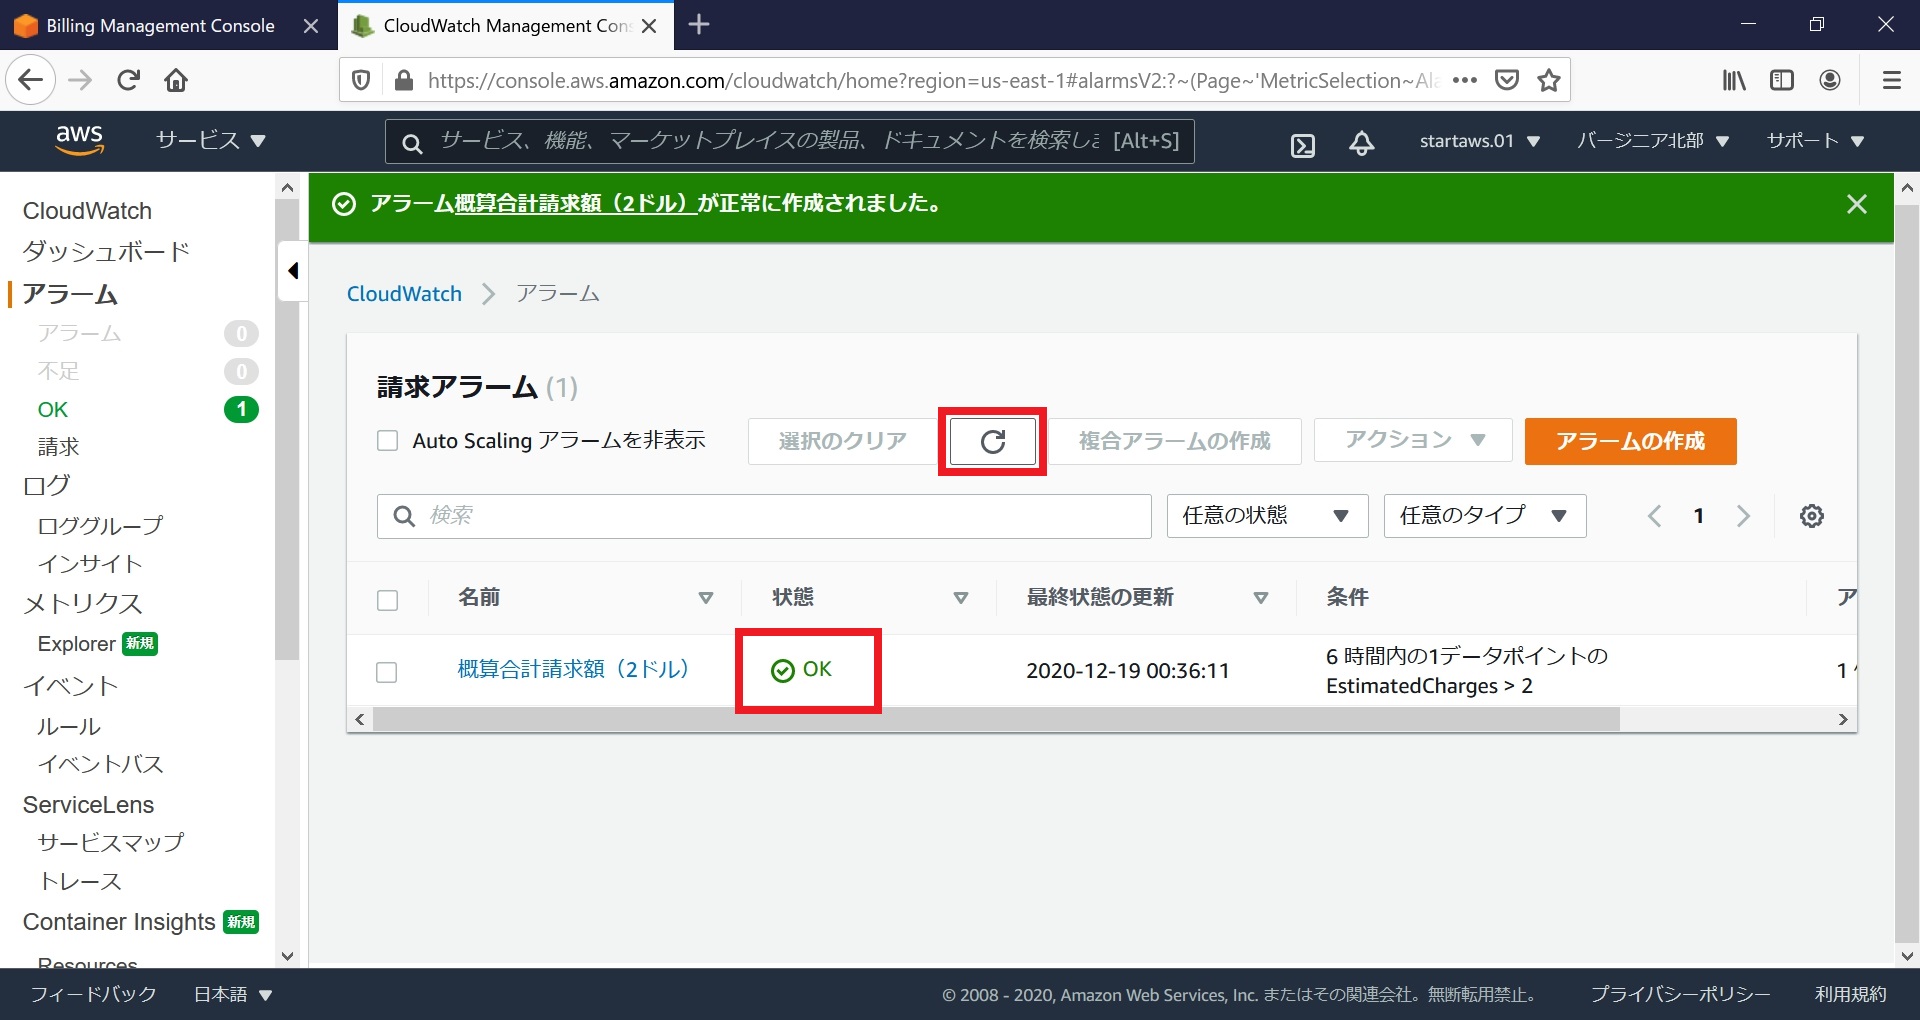 Billing Management Console
CloudWatch Management Con
https://console.aws.amazon.com/cloudwatch/home?region=us-east-1#alarmsV2:?~(Page~'MetricSelection~Ala
aws
サービス
サービス、機能、マーケットプレイスの製品、ドキュメントを検索しま [Alt+S]
startaws.01
バージニア北部
サポート
CloudWatch
ダッシュボード
アラーム
アラーム 0
不足 0
OK 1
請求
ログ
ロググループ
インサイト
メトリクス
Explorer 新規
イベント
ルール
イベントバス
ServiceLens
サービスマップ
トレース
Container Insights 新規
Resources
アラーム概算合計請求額（2ドル）が正常に作成されました。
CloudWatch アラーム
請求アラーム (1)
Auto Scaling アラームを非表示
選択のクリア
複合アラームの作成
アクション
アラームの作成
検索
任意の状態
任意のタイプ
1
名前 状態 最終状態の更新 条件 ア
概算合計請求額（2ドル） OK 2020-12-19 00:36:11 6 時間内の1データポイントの
EstimatedCharges > 2
1
フィードバック
日本語
© 2008 - 2020, Amazon Web Services, Inc. またはその関連会社。無断転用禁止。
プライバシーポリシー
利用規約